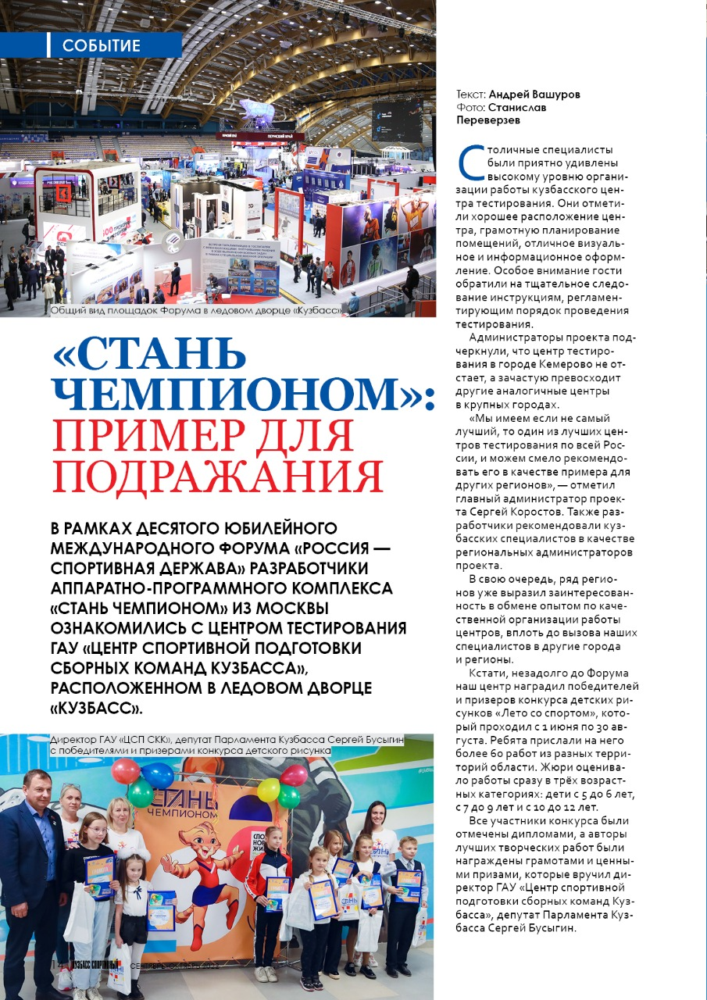 СОБЫТИЕ
КРАСНОЯРСКИЙ КРАЙ
ПЕРМСКИЙ КРАЙ
Общий вид площадок Форума в ледовом дворце «Кузбасс»
«СТАНЬ
ЧЕМПИОНОМ»:
ПРИМЕР ДЛЯ
ПОДРАЖАНИЯ
В РАМКАХ ДЕСЯТОГО ЮБИЛЕЙНОГО
МЕЖДУНАРОДНОГО ФОРУМА «РОССИЯ —
СПОРТИВНАЯ ДЕРЖАВА» РАЗРАБОТЧИКИ
АППАРАТНО-ПРОГРАММНОГО КОМПЛЕКСА
«СТАНЬ ЧЕМПИОНОМ» ИЗ МОСКВЫ
ОЗНАКОМИЛИСЬ С ЦЕНТРОМ ТЕСТИРОВАНИЯ
ГАУ «ЦЕНТР СПОРТИВНОЙ ПОДГОТОВКИ
СБОРНЫХ КОМАНД КУЗБАССА»,
РАСПОЛОЖЕННОМ В ЛЕДОВОМ ДВОРЦЕ
«КУЗБАСС».
Директор ГАУ «ЦСП СКК», депутат Парламента Кузбасса Сергей Бусыгин
с победителями и призерами конкурса детского рисунка
СТАНЬ
ЧЕМПИОНОМ
14
КУЗБАСС СПОРТИВНЫЙ
Текст: Андрей Вашуров
Фото: Станислав
Переверзев
Столичные специалисты
были приятно удивлены
высокому уровню органи-
зации работы кузбасского цен-
тра тестирования. Они отмети-
ли хорошее расположение цен-
тра, грамотную планирование
помещений, отличное визуаль-
ное и информационное оформ-
ление. Особое внимание гости
обратили на тщательное следо-
вание инструкциям, регламен-
тирующим порядок проведения
тестирования.
Администраторы проекта под-
черкнули, что центр тестиро-
вания в городе Кемерово не от-
стает, а зачастую превосходит
другие аналогичные центры
в крупных городах.
«Мы имеем если не самый
лучший, то один из лучших цен-
тров тестирования по всей Рос-
сии, и можем смело рекомендо-
вать его в качестве примера для
других регионов», — отметил
главный администратор проек-
та Сергей Коростов. Также раз-
работчики рекомендовали куз-
басских специалистов в качестве
региональных администраторов
проекта.
В свою очередь, ряд регио-
нов уже выразил заинтересован-
ность в обмене опытом по каче-
ственной организации работы
центров, вплоть до вызова наших
специалистов в другие города
и регионы.
Кстати, незадолго до Форума
наш центр наградил победителей
и призеров конкурса детских ри-
сунков «Лето со спортом», кото-
рый проходил с 1 июня по 30 ав-
густа. Ребята прислали на него
более 60 работ из разных терри-
торий области. Жюри оценива-
ло работы сразу в трёх возраст-
ных категориях: дети с 5 до 6 лет,
с 7 до 9 лет и с 10 до 12 лет.
Все участники конкурса были
отмечены дипломами, а авторы
лучших творческих работ были
награждены грамотами и ценны-
ми призами, которые вручил ди-
ректор ГАУ «Центр спортивной
подготовки сборных команд Куз-
басса», депутат Парламента Куз-
басса Сергей Бусыгин.